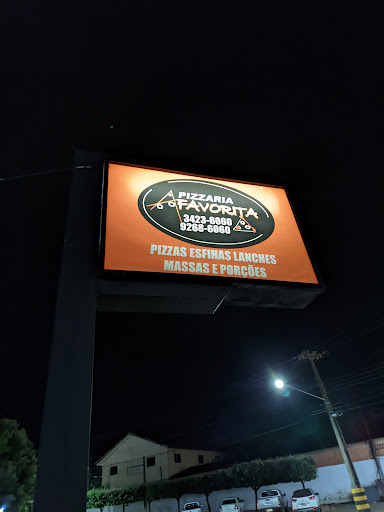 PIZZARIA
A FAVORITA
3423-6060
9268-6060
PIZZAS ESFIHAS LANCHES
MASSAS E PORÇÕES